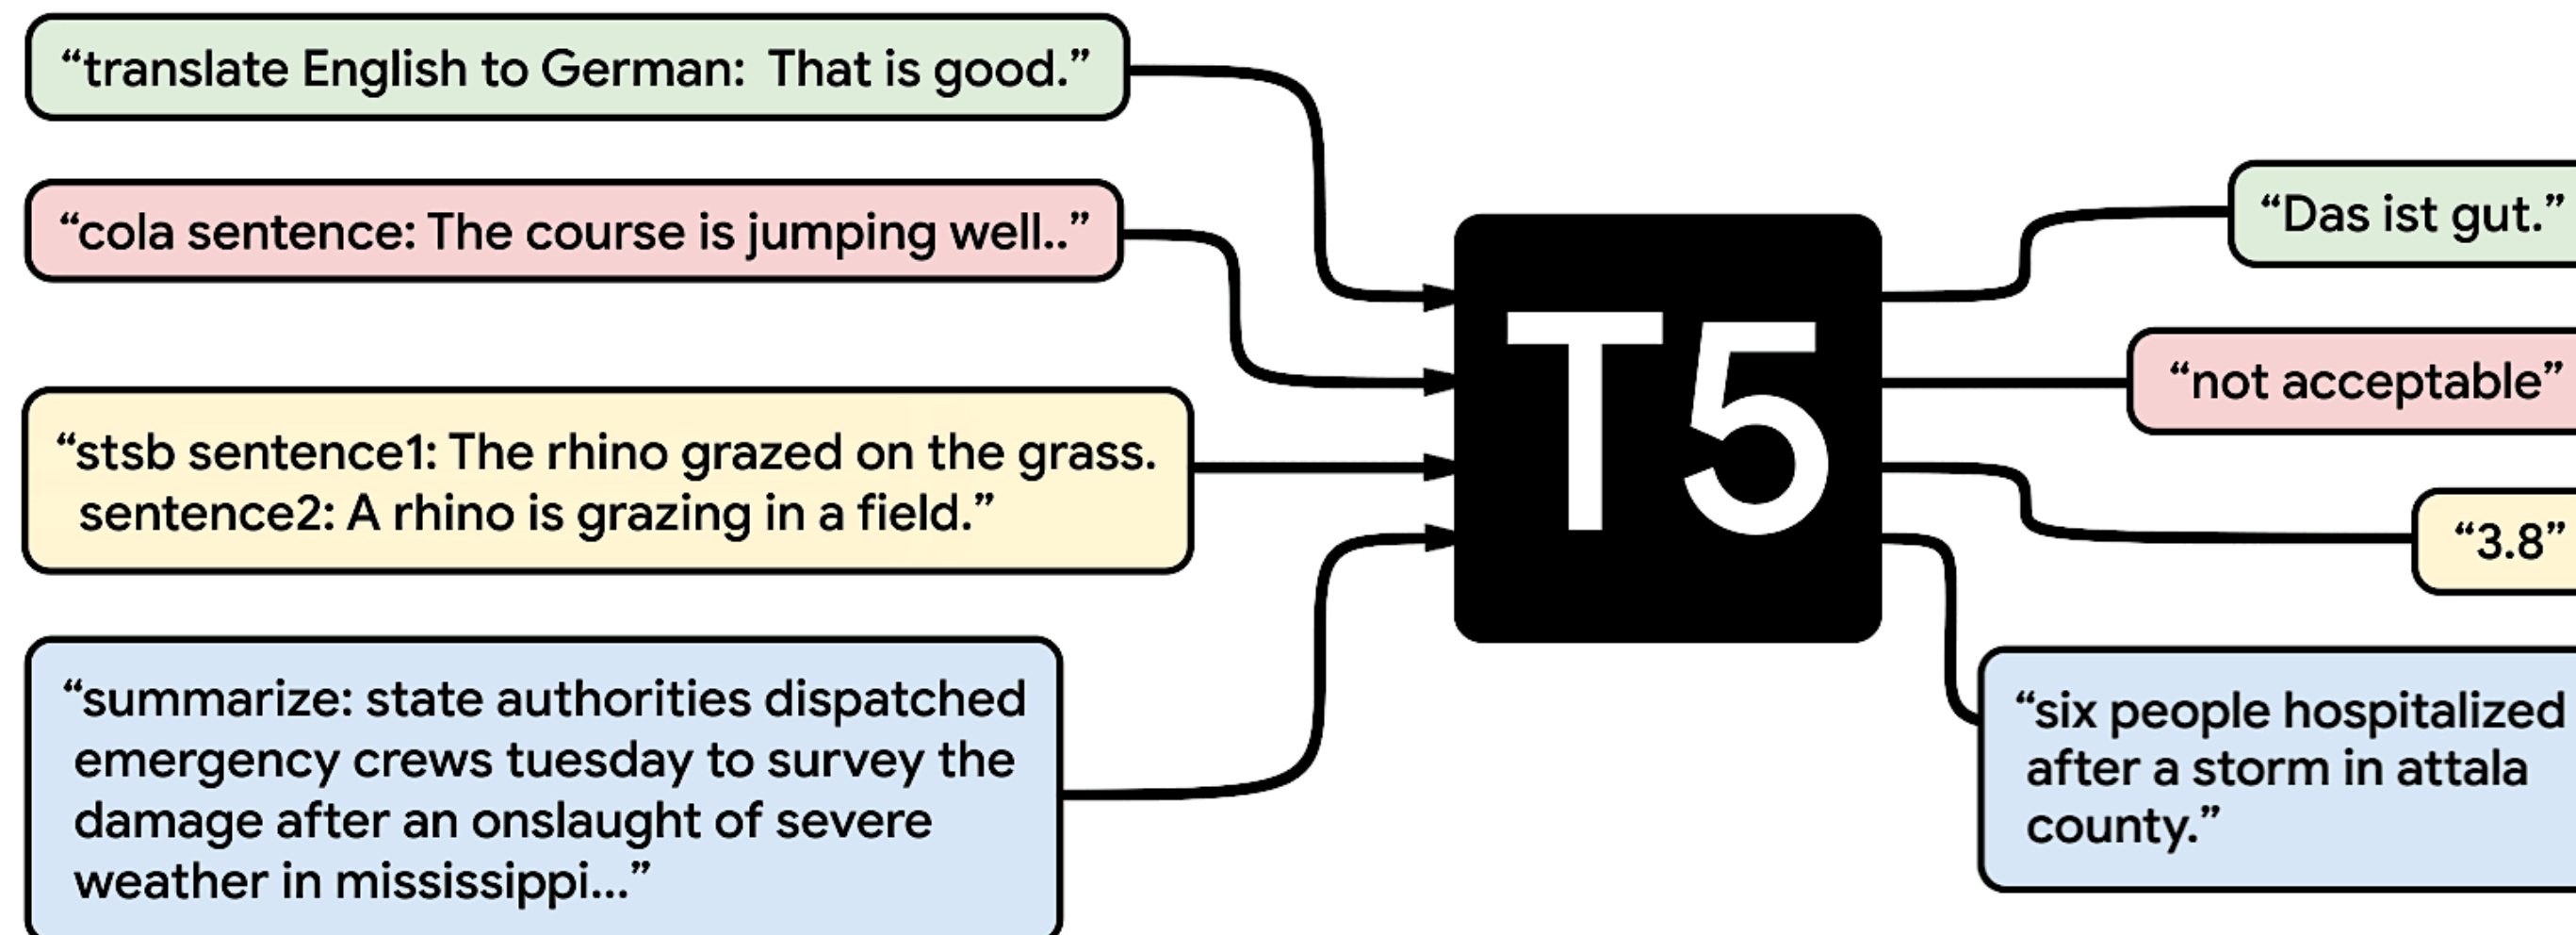 “translate English to German:  That is good.”
“cola sentence: The course is jumping well..”
“stsb sentence1: The rhino grazed on the grass.
sentence2: A rhino is grazing in a field.”
“summarize: state authorities dispatched
emergency crews tuesday to survey the
damage after an onslaught of severe
weather in mississippi...”
T5
“Das ist gut.”
“not acceptable”
“3.8”
“six people hospitalized
after a storm in attala
county.”